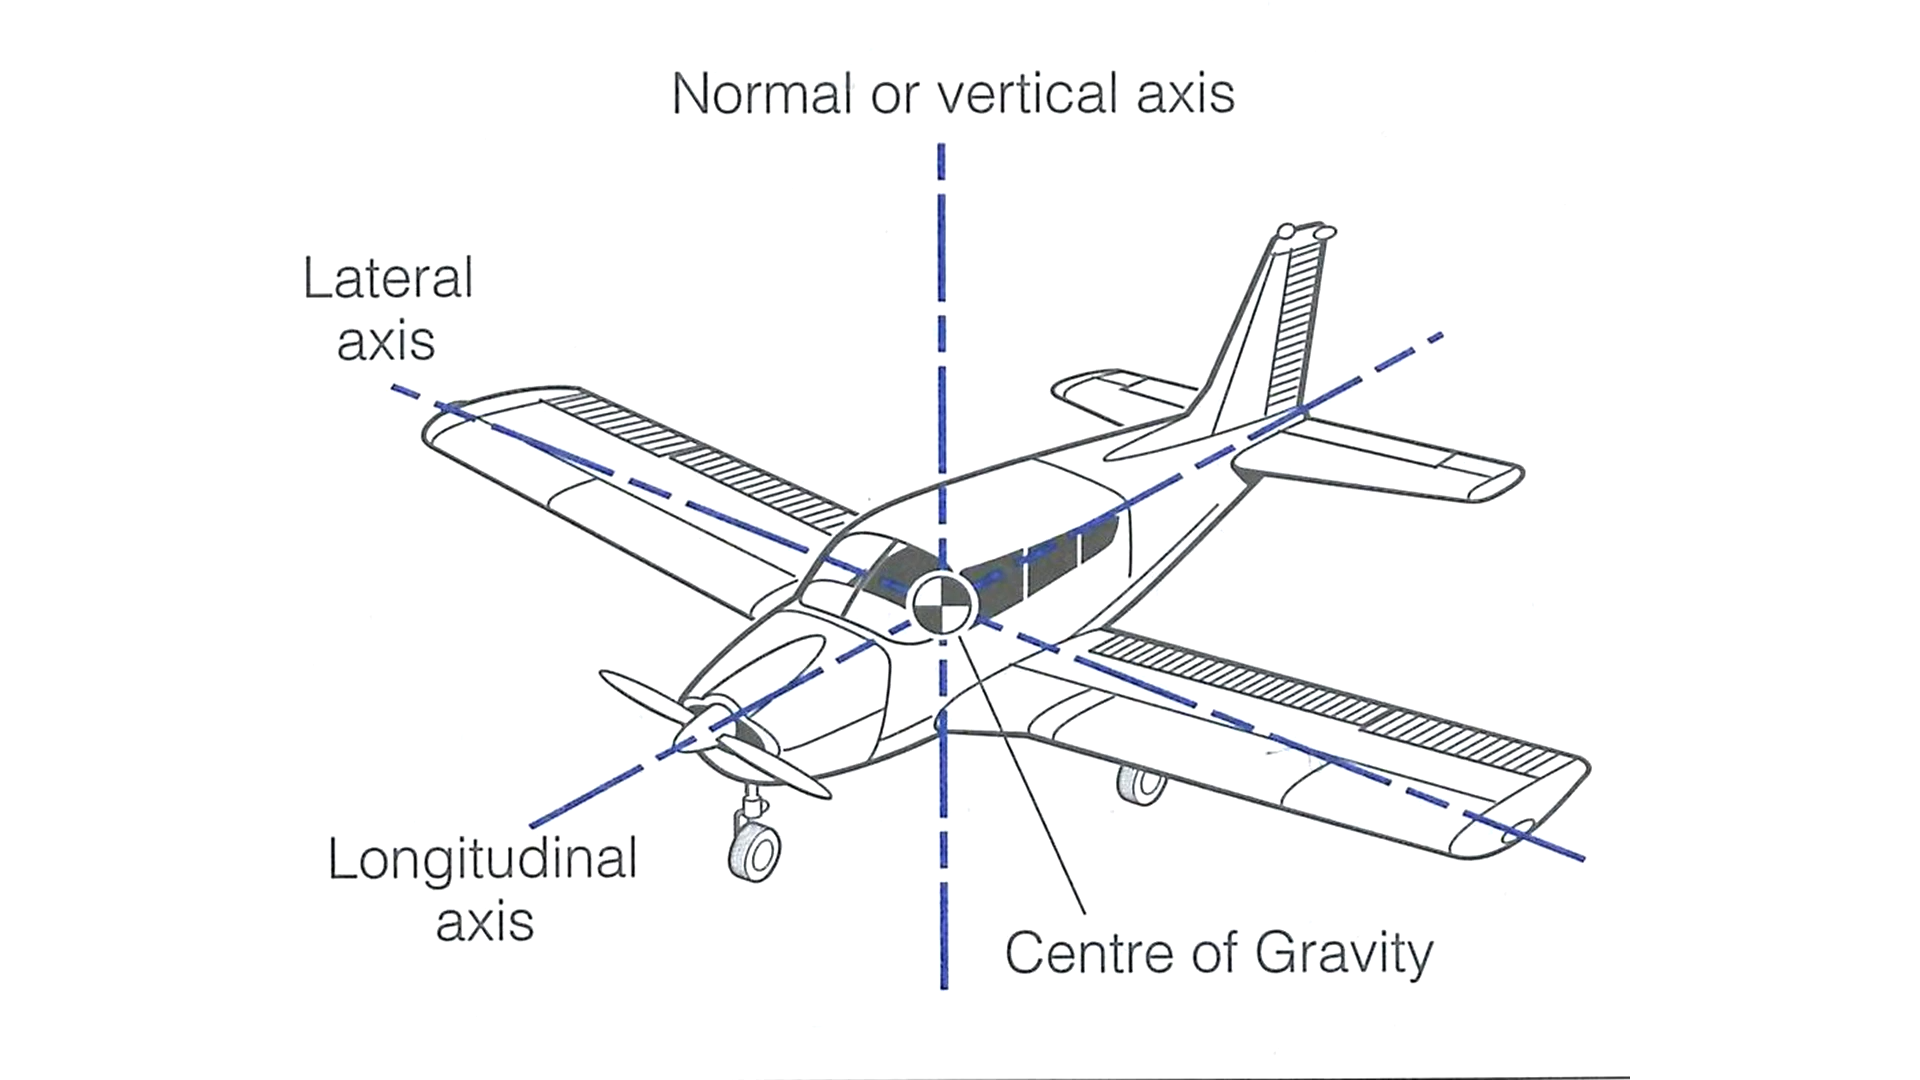 Normal or vertical axis
Lateral
axis
Longitudinal
axis
Centre of Gravity